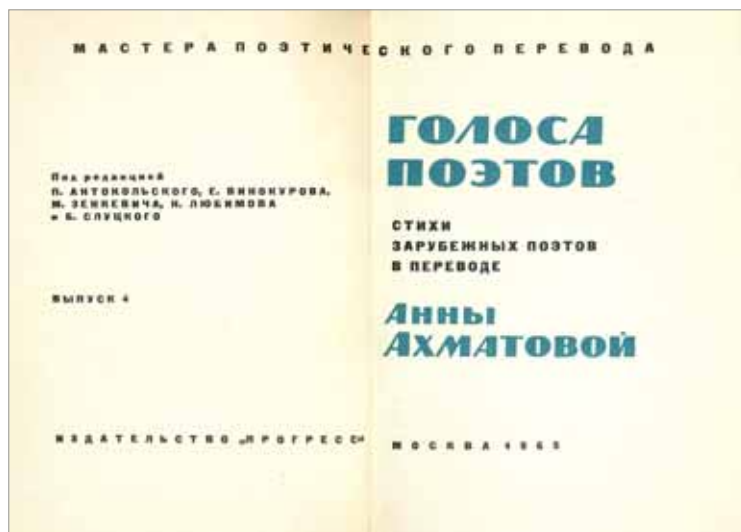 МАСТЕРА ПОЭТИЧЕСКОГО ПЕРЕВОДА
Под редакцией
П. АНТОКОЛЬСКОГО, Е. ВИНОКУРОВА,
М. ЗЕНКЕВИЧА, Н. ЛЮБИМОВА
и Б. СЛУЦКОГО
ВЫПУСК 4
ИЗДАТЕЛЬСТВО „ПРОГРЕСС“
ГОЛОСА
ПОЭТОВ
СТИХИ
ЗАРУБЕЖНЫХ ПОЭТОВ
В ПЕРЕВОДЕ
АННЫ
АХМАТОВОЙ
МОСКВА 1965